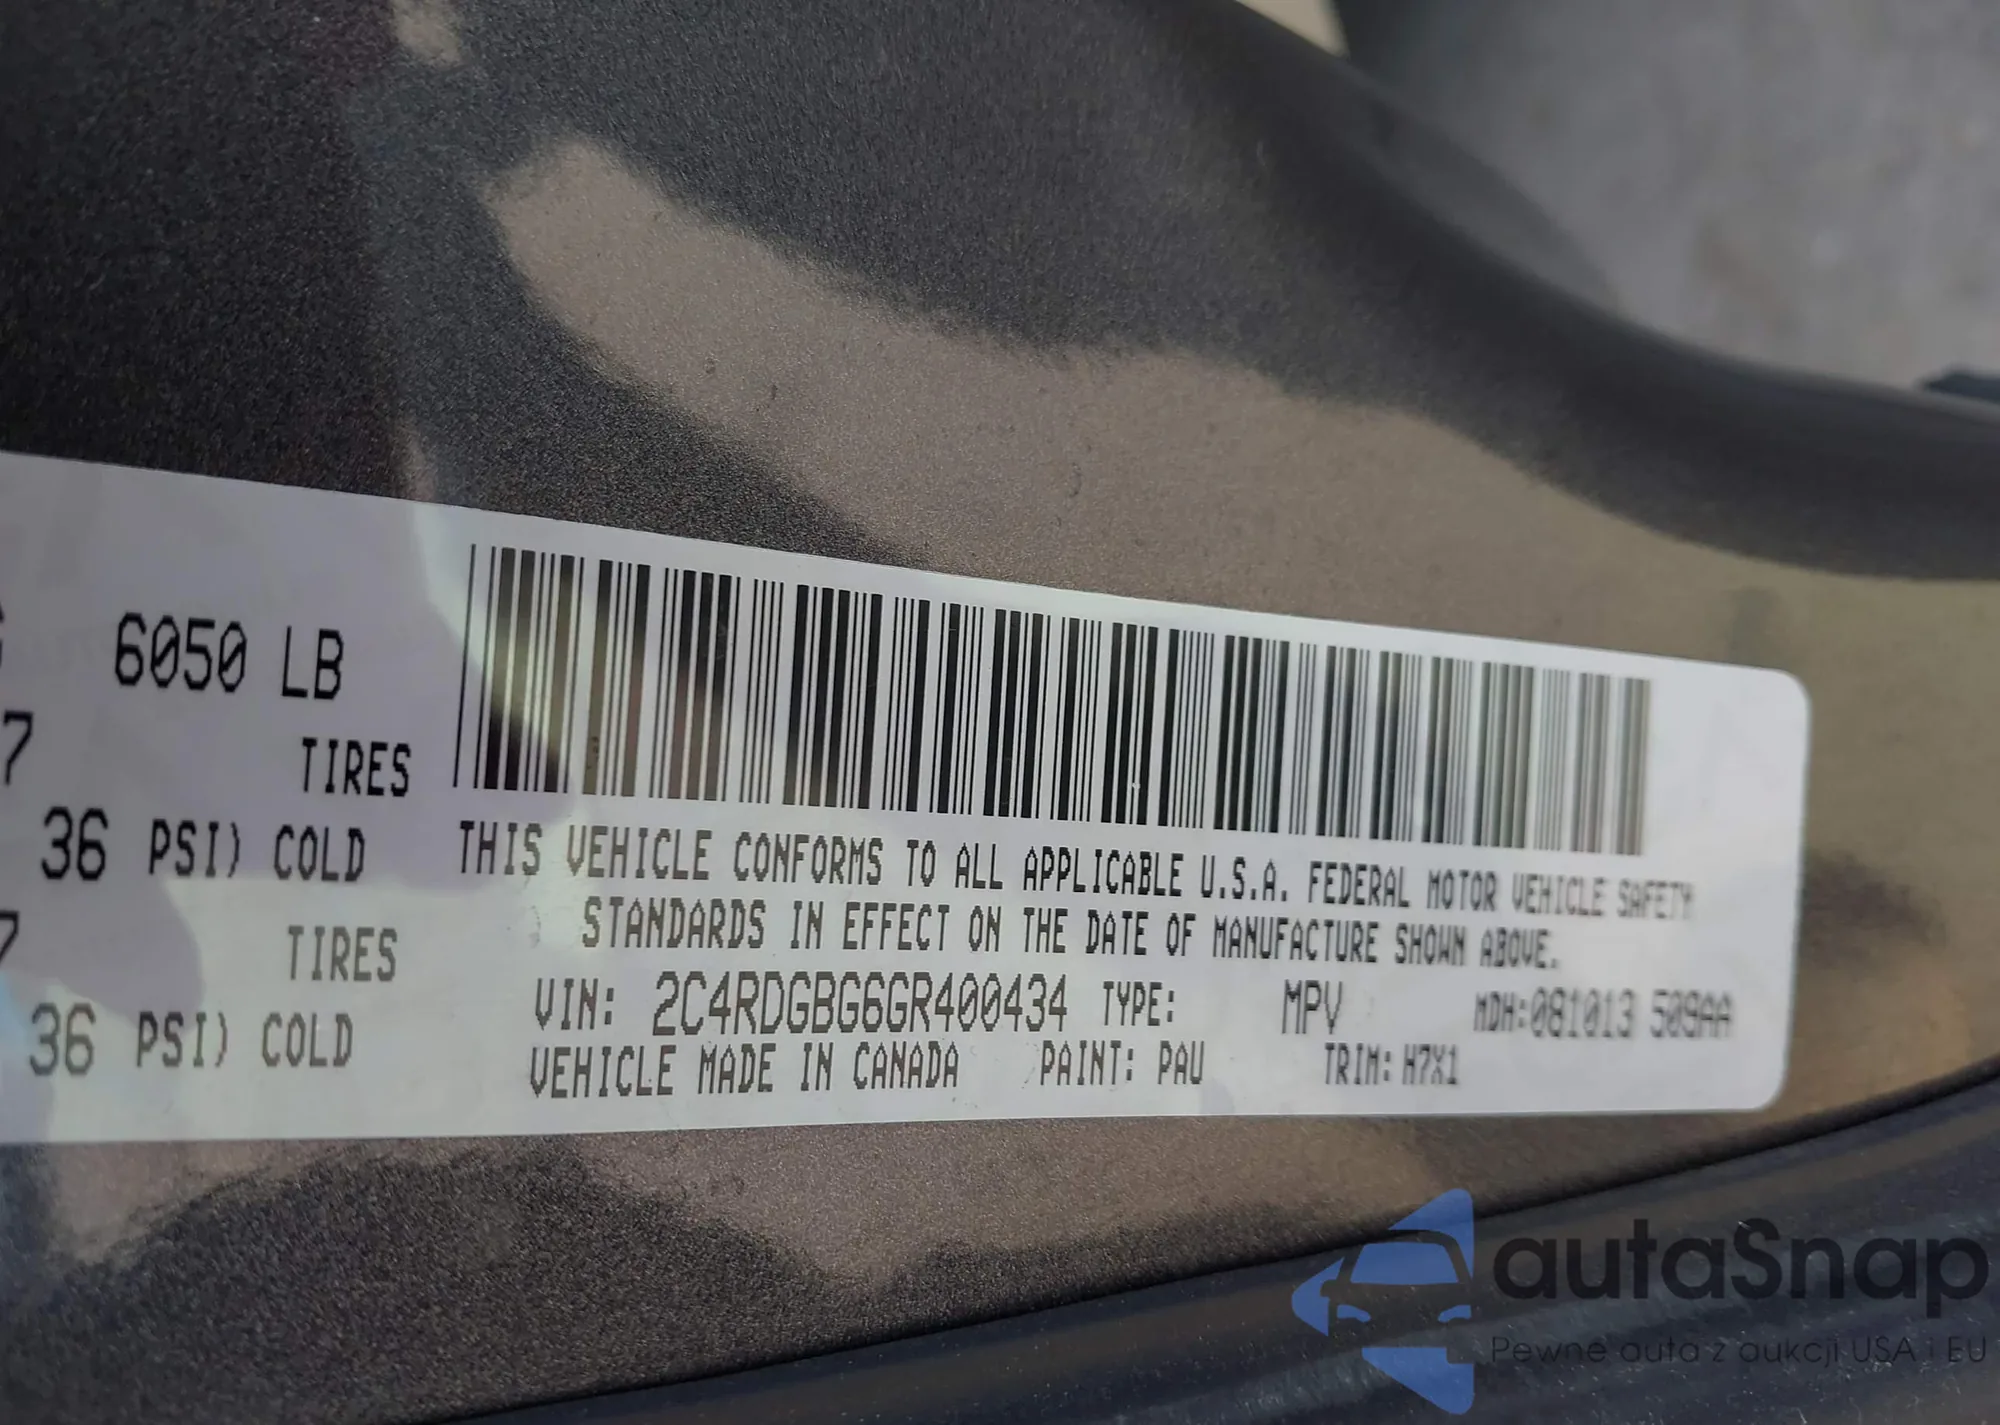 6050 LB
7 TIRES
36 PSI) COLD
7 TIRES
36 PSI) COLD
THIS VEHICLE CONFORMS TO ALL APPLICABLE U.S.A. FEDERAL MOTOR VEHICLE SAFETY
STANDARDS IN EFFECT ON THE DATE OF MANUFACTURE SHOWN ABOVE.
VIN: 2C4RDGBG6GR400434 TYPE: MPV MDH:081013 509AA
VEHICLE MADE IN CANADA PAINT: PAU TRIM: H7X1
autaSnap
Pewne auta z aukcji USA i EU